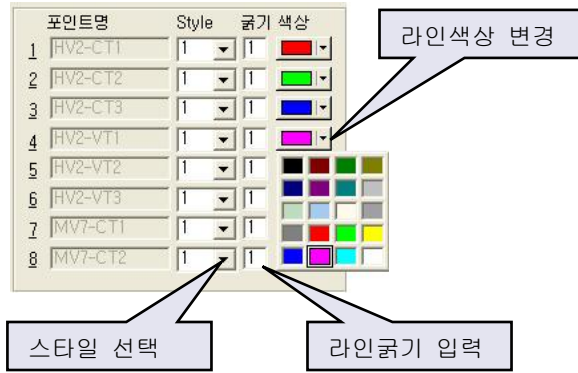 포인트명 Style 굵기 색상
라인색상 변경
1 HV2-CT1 1 1
2 HV2-CT2 1 1
3 HV2-CT3 1 1
4 HV2-VT1 1 1
5 HV2-VT2 1 1
6 HV2-VT3 1 1
7 MV7-CT1 1 1
8 MV7-CT2 1 1
스타일 선택
라인굵기 입력